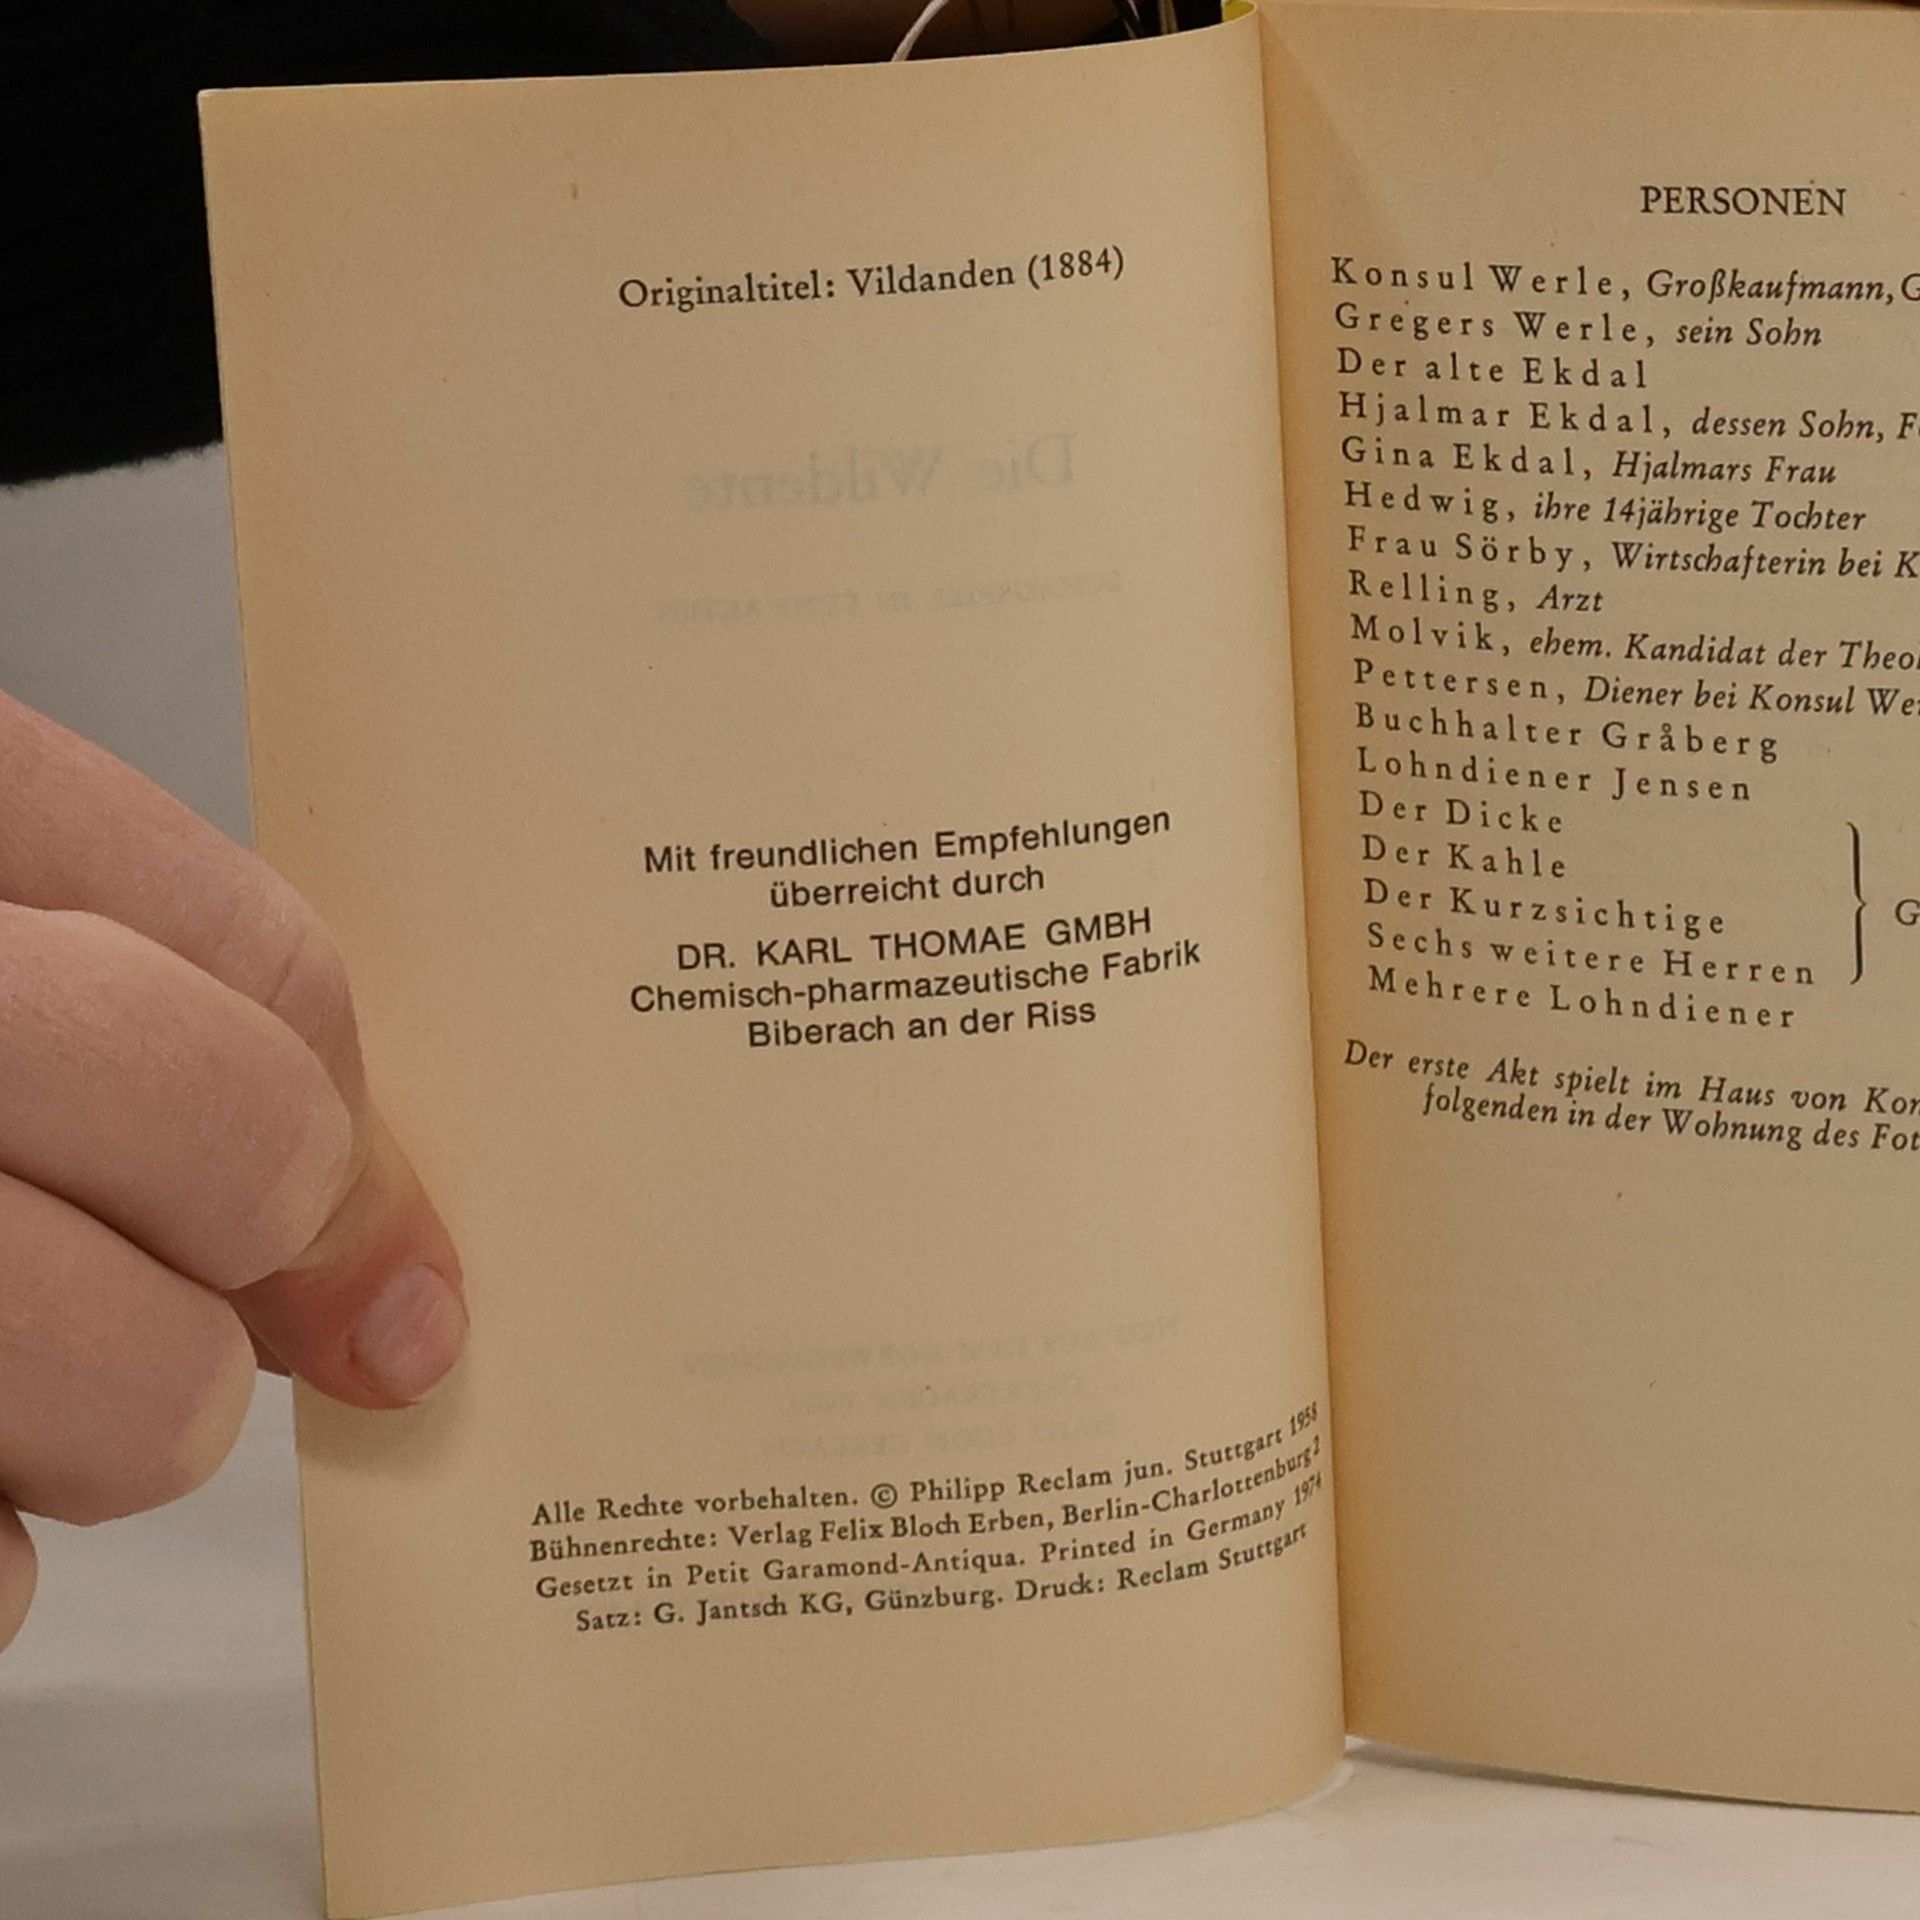 Originaltitel: Vildanden (1884)
Die Wildente
Mit freundlichen Empfehlungen
überreicht durch
DR. KARL THOMAE GMBH
Chemisch-pharmazeutische Fabrik
Biberach an der Riss
Alle Rechte vorbehalten. © Philipp Reclam jun. Stuttgart 1958
Bühnenrechte: Verlag Felix Bloch Erben, Berlin-Charlottenburg 2
Gesetzt in Petit Garamond-Antiqua. Printed in Germany 1974
Satz: G. Jantsch KG, Günzburg. Druck: Reclam Stuttgart
PERSONEN
Konsul Werle, Großkaufmann, G
Gregers Werle, sein Sohn
Der alte Ekdal
Hjalmar Ekdal, dessen Sohn, F
Gina Ekdal, Hjalmars Frau
Hedwig, ihre 14jährige Tochter
Frau Sörby, Wirtschafterin bei K
Relling, Arzt
Molvik, ehem. Kandidat der Theol
Pettersen, Diener bei Konsul We
Buchhalter Gråberg
Lohndiener Jensen
Der Dicke
Der Kahle
Der Kurzsichtige
Sechs weitere Herren
G
Mehrere Lohndiener
Der erste Akt spielt im Haus von Kon
folgenden in der Wohnung des Fot